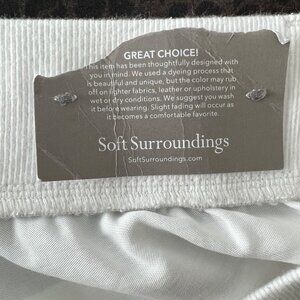 GREAT CHOICE!
This item has been thoughtfully designed with
you in mind. We used a dyeing process that
is beautiful and unique, but the color may rub
off on lighter fabrics, leather or upholstery in
wet or dry conditions. We suggest you wash
it before wearing. Slight fading will occur as
it becomes a comfortable favorite.
Soft Surroundings
SoftSurroundings.com